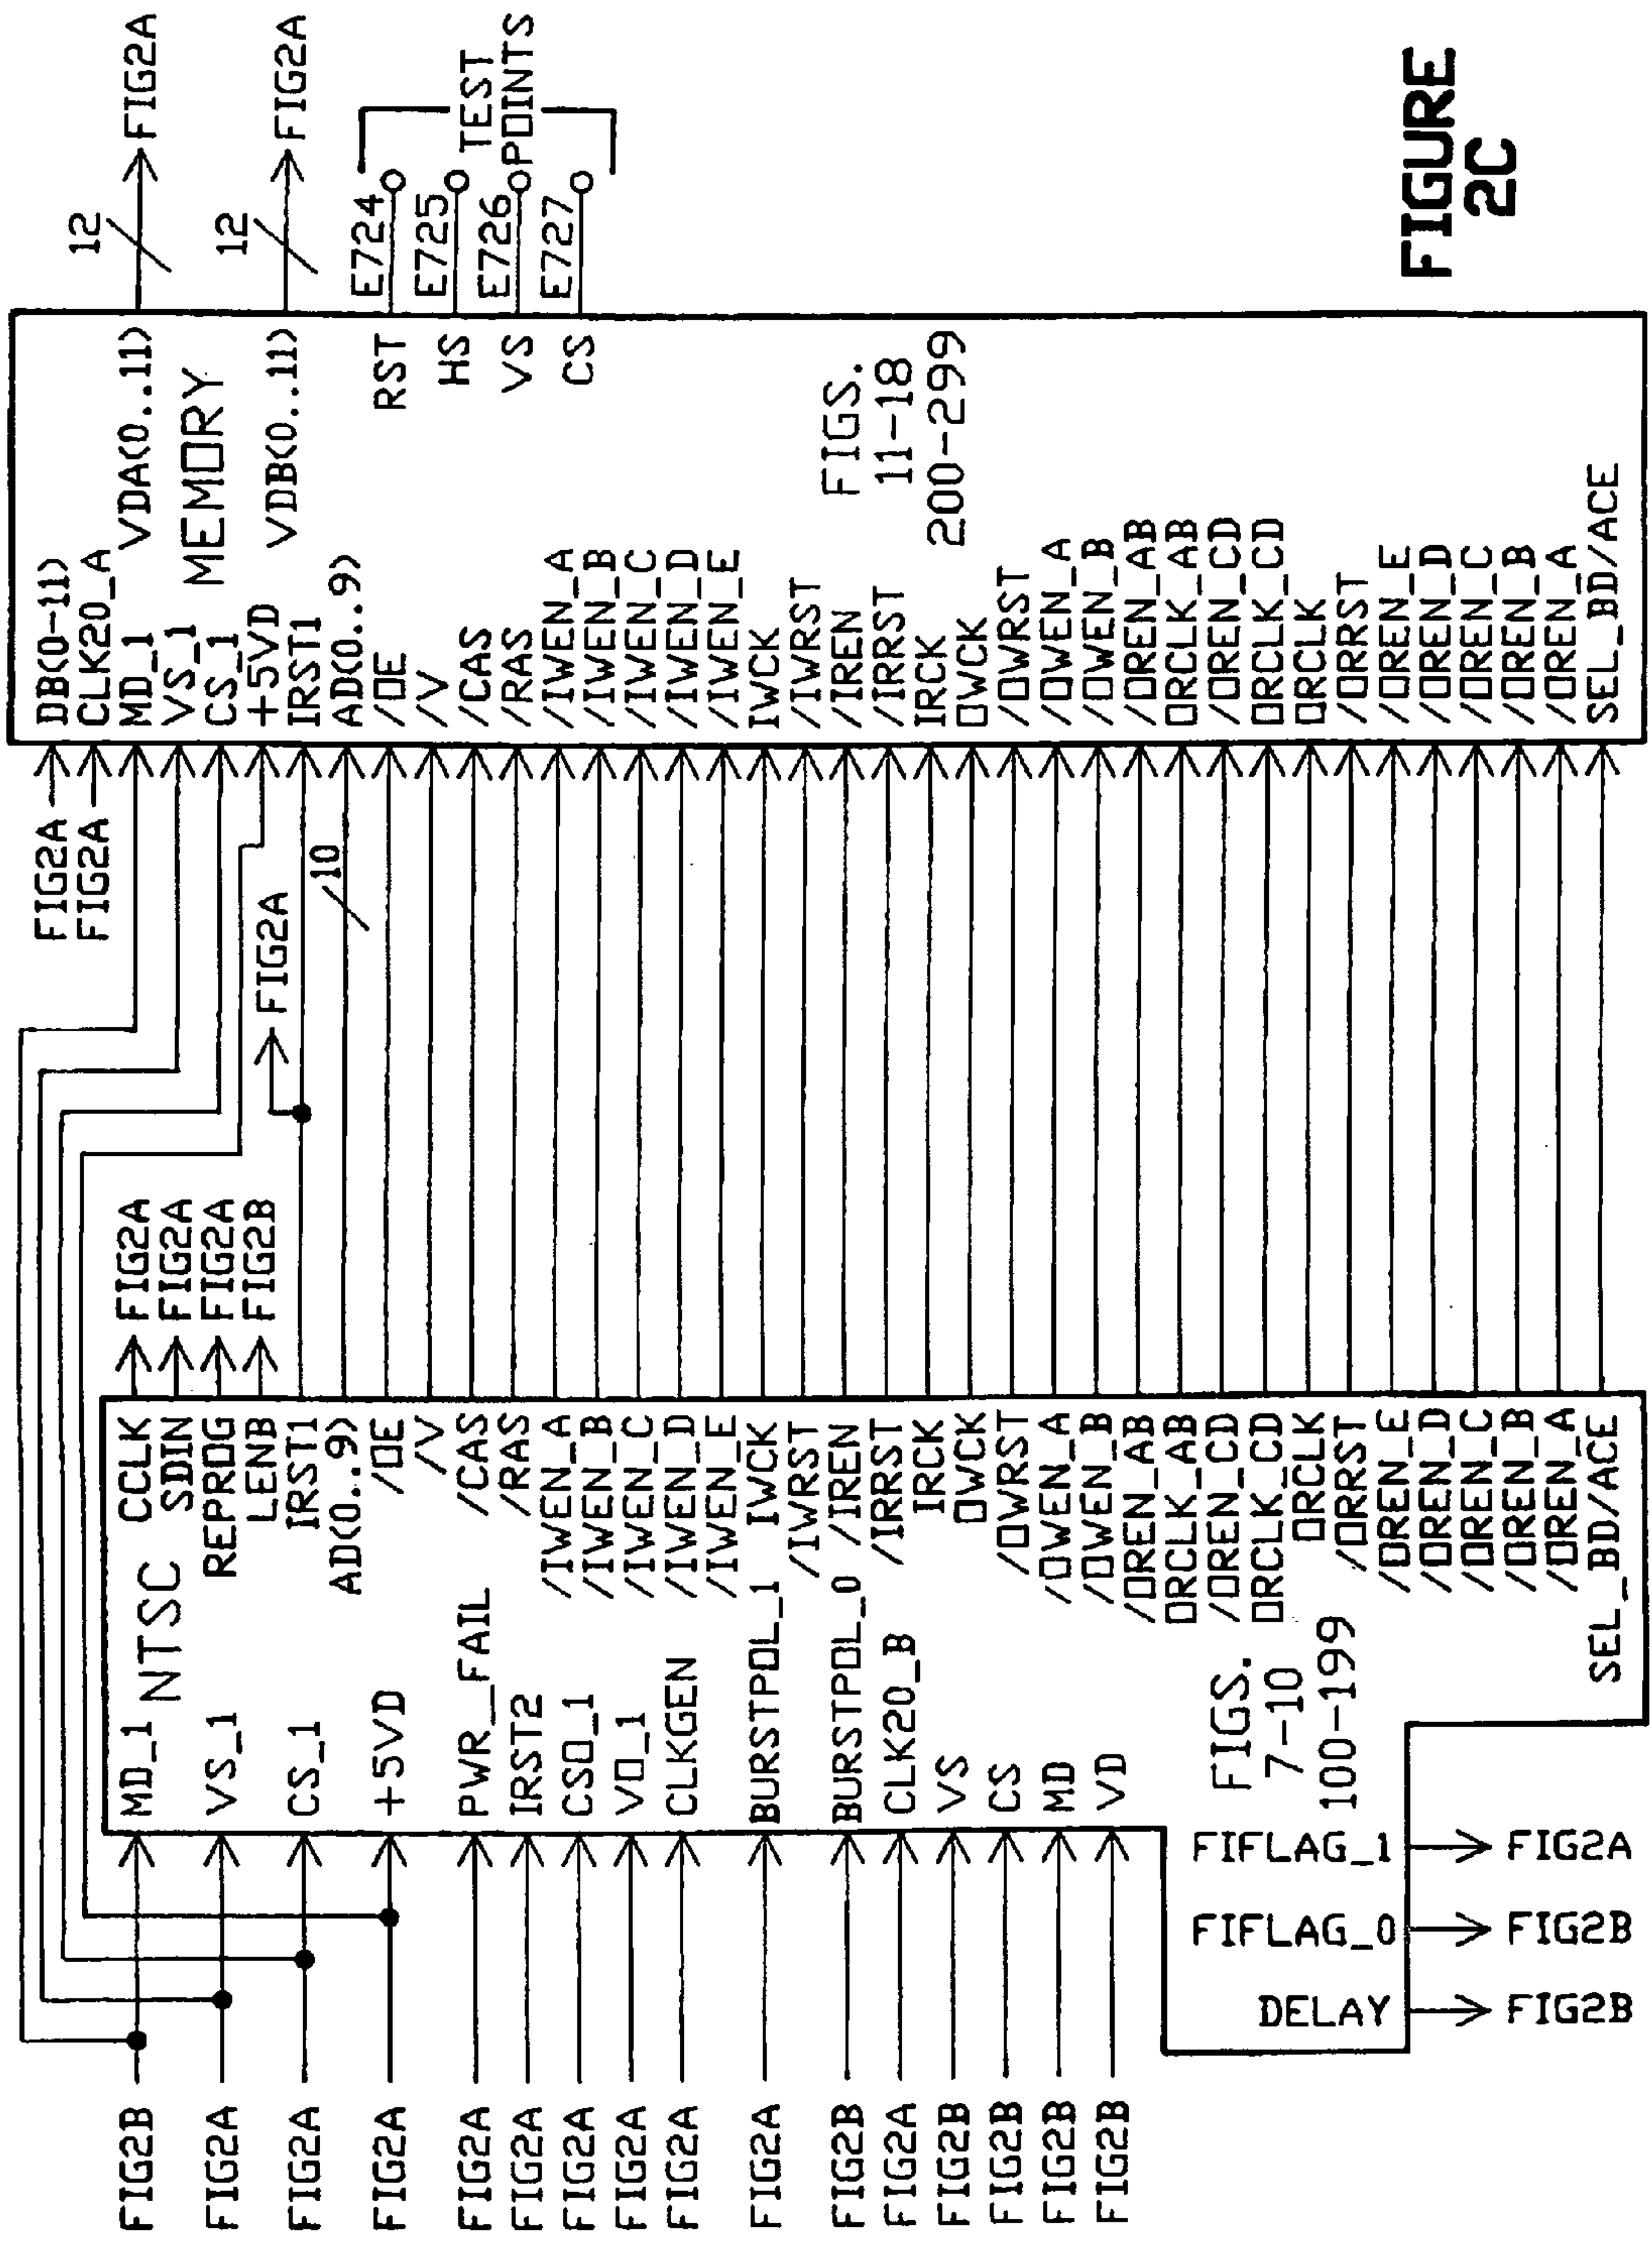 FIG2B
FIG2A
FIG2A
FIG2A
FIG2A
FIG2A
FIG2A
FIG2A
FIG2A
FIG2A
FIG2B
FIG2A
FIG2B
FIG2B
FIG2B
FIG2B
MD_1
VS_1
CS_1
+5VD
PWR_FAIL
IRST2
CSO_1
VO_1
CLKGEN
BURSTPOL_1
BURSTPOL_0
CLK20_B
VS
CS
MD
VD
NTSC
FIGS.
7-10
100-199
FIFLAG_1
FIFLAG_0
DELAY
FIG2A
FIG2B
FIG2B
CCLK
SDIN
REPROG
LENB
IRST1
AD(0..9)
/OE
/V
/CAS
/RAS
/IWEN_A
/IWEN_B
/IWEN_C
/IWEN_D
/IWEN_E
IWCK
/IWRST
/IREN
/IRRST
IRCK
OWCK
/OWRST
/OWEN_A
/OWEN_B
/OREN_AB
ORCLK_AB
/OREN_CD
ORCLK_CD
ORCLK
/ORRST
/OREN_E
/OREN_D
/OREN_C
/OREN_B
/OREN_A
SEL_BD/ACE
FIG2A
FIG2A
FIG2A
FIG2B
FIG2A
10
FIG2A
FIG2A
DB(0-11)
CLK20_A
MD_1
VS_1
CS_1
+5VD
IRST1
AD(0..9)
/OE
/V
/CAS
/RAS
/IWEN_A
/IWEN_B
/IWEN_C
/IWEN_D
/IWEN_E
IWCK
/IWRST
/IREN
/IRRST
IRCK
OWCK
/OWRST
/OWEN_A
/OWEN_B
/OREN_AB
ORCLK_AB
/OREN_CD
ORCLK_CD
ORCLK
/ORRST
/OREN_E
/OREN_D
/OREN_C
/OREN_B
/OREN_A
SEL_BD/ACE
VDA(0..11)
MEMORY
VDB(0..11)
RST
HS
VS
CS
FIGS.
11-18
200-299
12
FIG2A
12
FIG2A
E724
E725
E726
E727
TEST
POINTS
FIGURE
2C